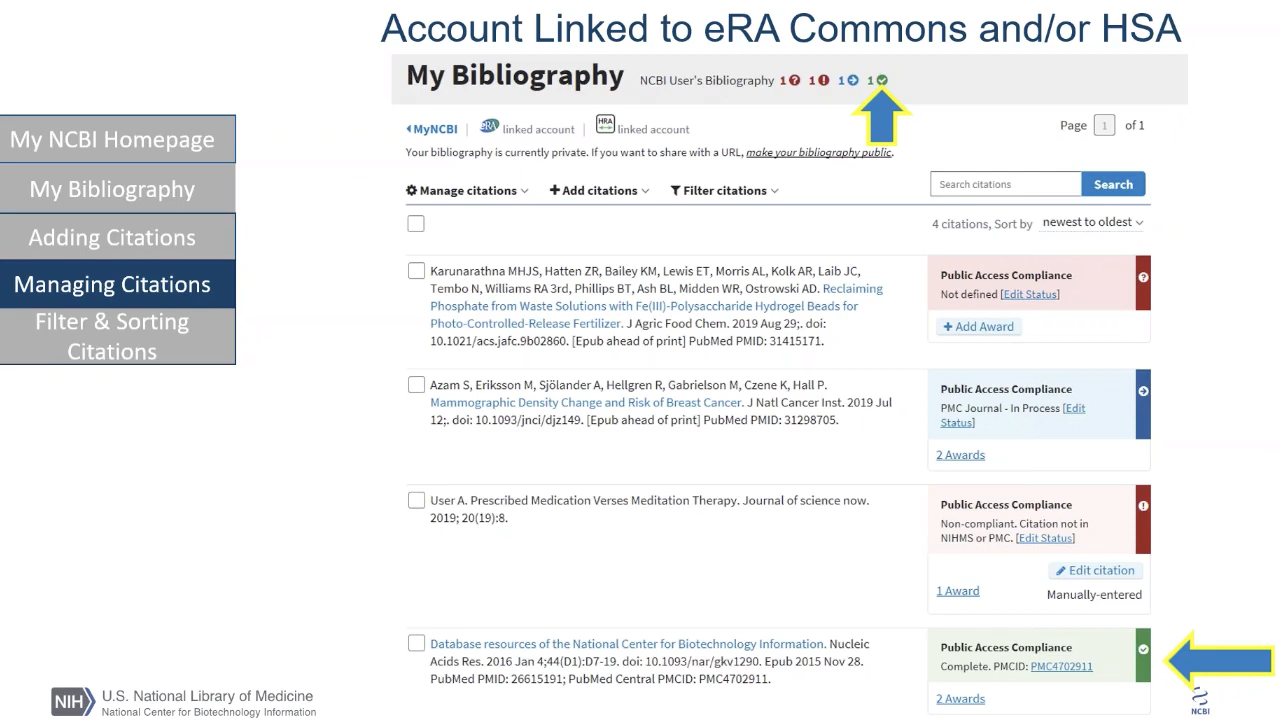 Account Linked to eRA Commons and/or HSA
My NCBI Homepage
My Bibliography
Adding Citations
Managing Citations
Filter & Sorting
Citations
My Bibliography NCBI User's Bibliography 1 1 1 1
MyNCBI eRA linked account HRA linked account
Page 1 of 1
Your bibliography is currently private. If you want to share with a URL, make your bibliography public.
Manage citations Add citations Filter citations
Search citations Search
4 citations, Sort by newest to oldest
Karunarathna MHJS, Hatten ZR, Bailey KM, Lewis ET, Morris AL, Kolk AR, Laib JC,
Tembo N, Williams RA 3rd, Phillips BT, Ash BL, Midden WR, Ostrowski AD. Reclaiming
Phosphate from Waste Solutions with Fe(III)-Polysaccharide Hydrogel Beads for
Photo-Controlled-Release Fertilizer. J Agric Food Chem. 2019 Aug 29;. doi:
10.1021/acs.jafc.9b02860. [Epub ahead of print] PubMed PMID: 31415171.
Public Access Compliance
Not defined [Edit Status]
+ Add Award
Azam S, Eriksson M, Sjölander A, Hellgren R, Gabrielson M, Czene K, Hall P.
Mammographic Density Change and Risk of Breast Cancer. J Natl Cancer Inst. 2019 Jul
12;. doi: 10.1093/jnci/djz149. [Epub ahead of print] PubMed PMID: 31298705.
Public Access Compliance
PMC Journal - In Process [Edit
Status]
2 Awards
User A. Prescribed Medication Verses Meditation Therapy. Journal of science now.
2019; 20(19):8.
Public Access Compliance
Non-compliant. Citation not in
NIHMS or PMC. [Edit Status]
Edit citation
1 Award
Manually-entered
Database resources of the National Center for Biotechnology Information. Nucleic
Acids Res. 2016 Jan 4;44(D1):D7-19. doi: 10.1093/nar/gkv1290. Epub 2015 Nov 28.
PubMed PMID: 26615191; PubMed Central PMCID: PMC4702911.
Public Access Compliance
Complete. PMCID: PMC4702911
2 Awards
NIH U.S. National Library of Medicine
National Center for Biotechnology Information
NCBI